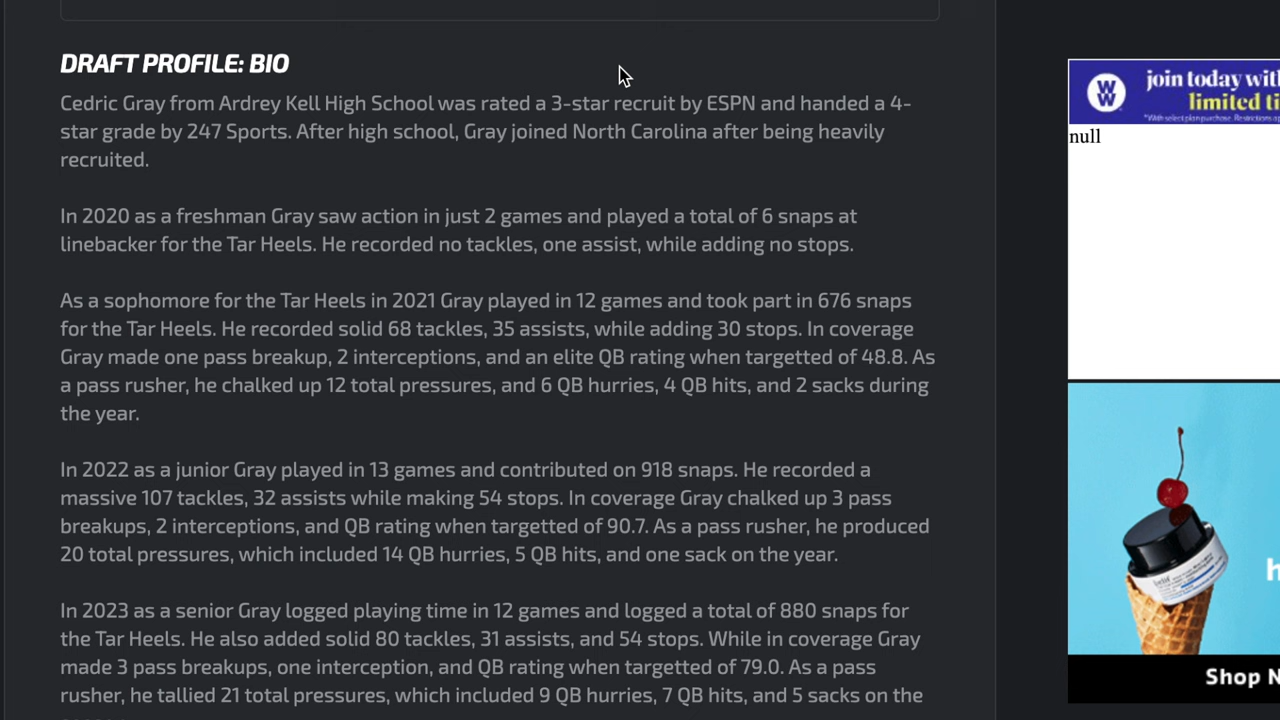 DRAFT PROFILE: BIO
Cedric Gray from Ardrey Kell High School was rated a 3-star recruit by ESPN and handed a 4-
star grade by 247 Sports. After high school, Gray joined North Carolina after being heavily
recruited.
In 2020 as a freshman Gray saw action in just 2 games and played a total of 6 snaps at
linebacker for the Tar Heels. He recorded no tackles, one assist, while adding no stops.
As a sophomore for the Tar Heels in 2021 Gray played in 12 games and took part in 676 snaps
for the Tar Heels. He recorded solid 68 tackles, 35 assists, while adding 30 stops. In coverage
Gray made one pass breakup, 2 interceptions, and an elite QB rating when targetted of 48.8. As
a pass rusher, he chalked up 12 total pressures, and 6 QB hurries, 4 QB hits, and 2 sacks during
the year.
In 2022 as a junior Gray played in 13 games and contributed on 918 snaps. He recorded a
massive 107 tackles, 32 assists while making 54 stops. In coverage Gray chalked up 3 pass
breakups, 2 interceptions, and QB rating when targetted of 90.7. As a pass rusher, he produced
20 total pressures, which included 14 QB hurries, 5 QB hits, and one sack on the year.
In 2023 as a senior Gray logged playing time in 12 games and logged a total of 880 snaps for
the Tar Heels. He also added solid 80 tackles, 31 assists, and 54 stops. While in coverage Gray
made 3 pass breakups, one interception, and QB rating when targetted of 79.0. As a pass
rusher, he tallied 21 total pressures, which included 9 QB hurries, 7 QB hits, and 5 sacks on the
WW
join today with
limited ti
*With select plan purchase. Restrictions
null
belif
h
Shop N